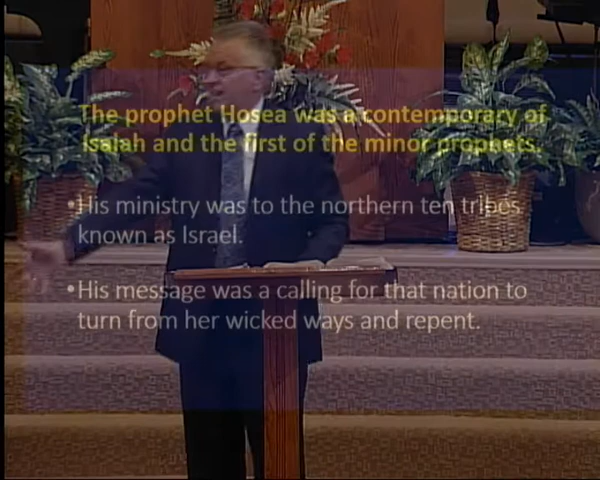 The prophet Hosea was a contemporary of
Isaiah and the first of the minor prophets.
•His ministry was to the northern ten tribes
known as Israel.
•His message was a calling for that nation to
turn from her wicked ways and repent.